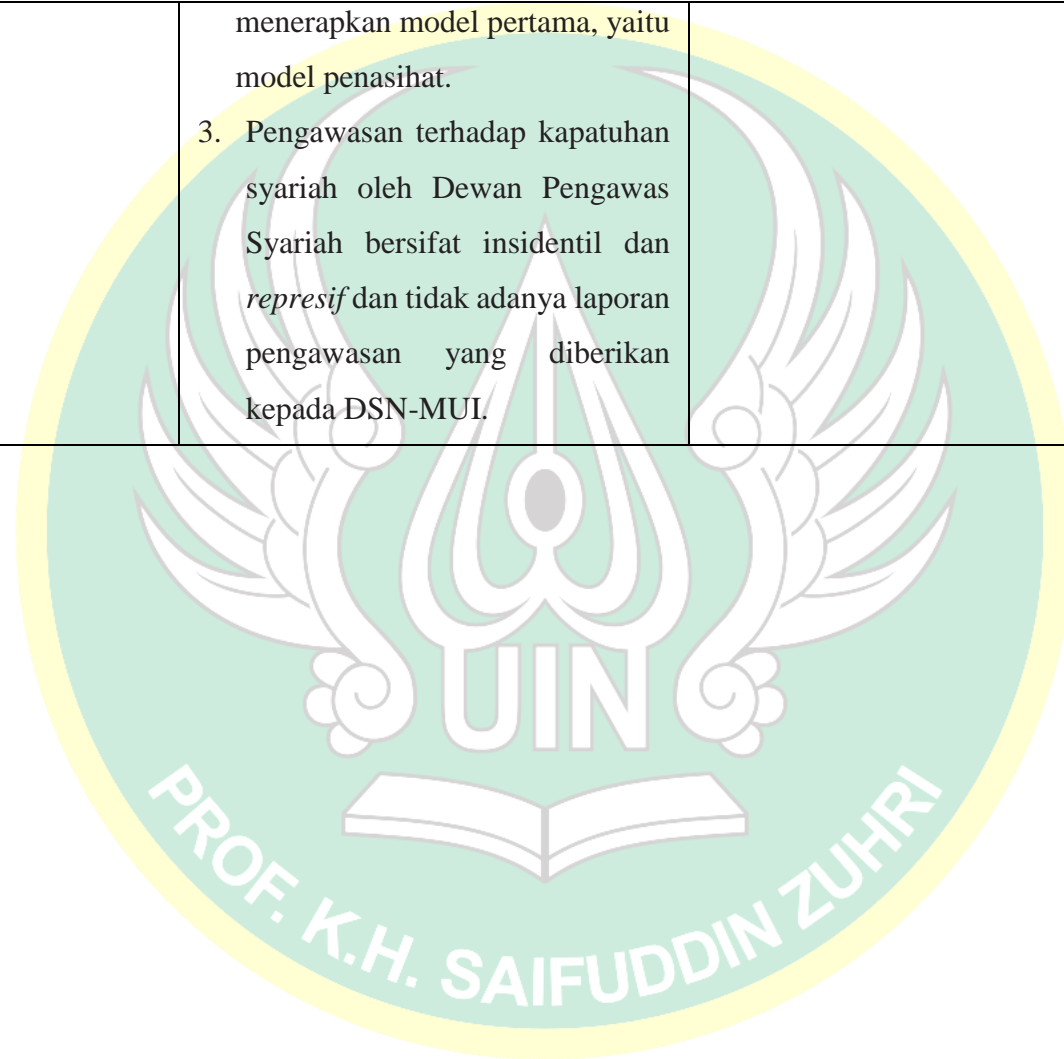 menerapkan model pertama, yaitu
model penasihat.
3. Pengawasan terhadap kapatuhan
syariah oleh Dewan Pengawas
Syariah bersifat insidentil dan
represif dan tidak adanya laporan
pengawasan yang diberikan
kepada DSN-MUI.
UIN
PROF. K.H. SAIFUDDIN ZUHRI